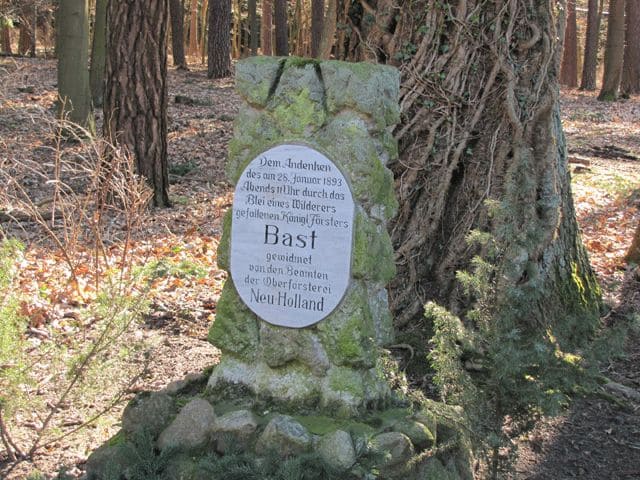 Dem Andenken
des am 28. Januar 1893
Abends 11 Uhr durch das
Blei eines Wilderers
gefallenen Königl. Försters
Bast
gewidmet
von den Beamten
der Oberförsterei
Neu-Holland